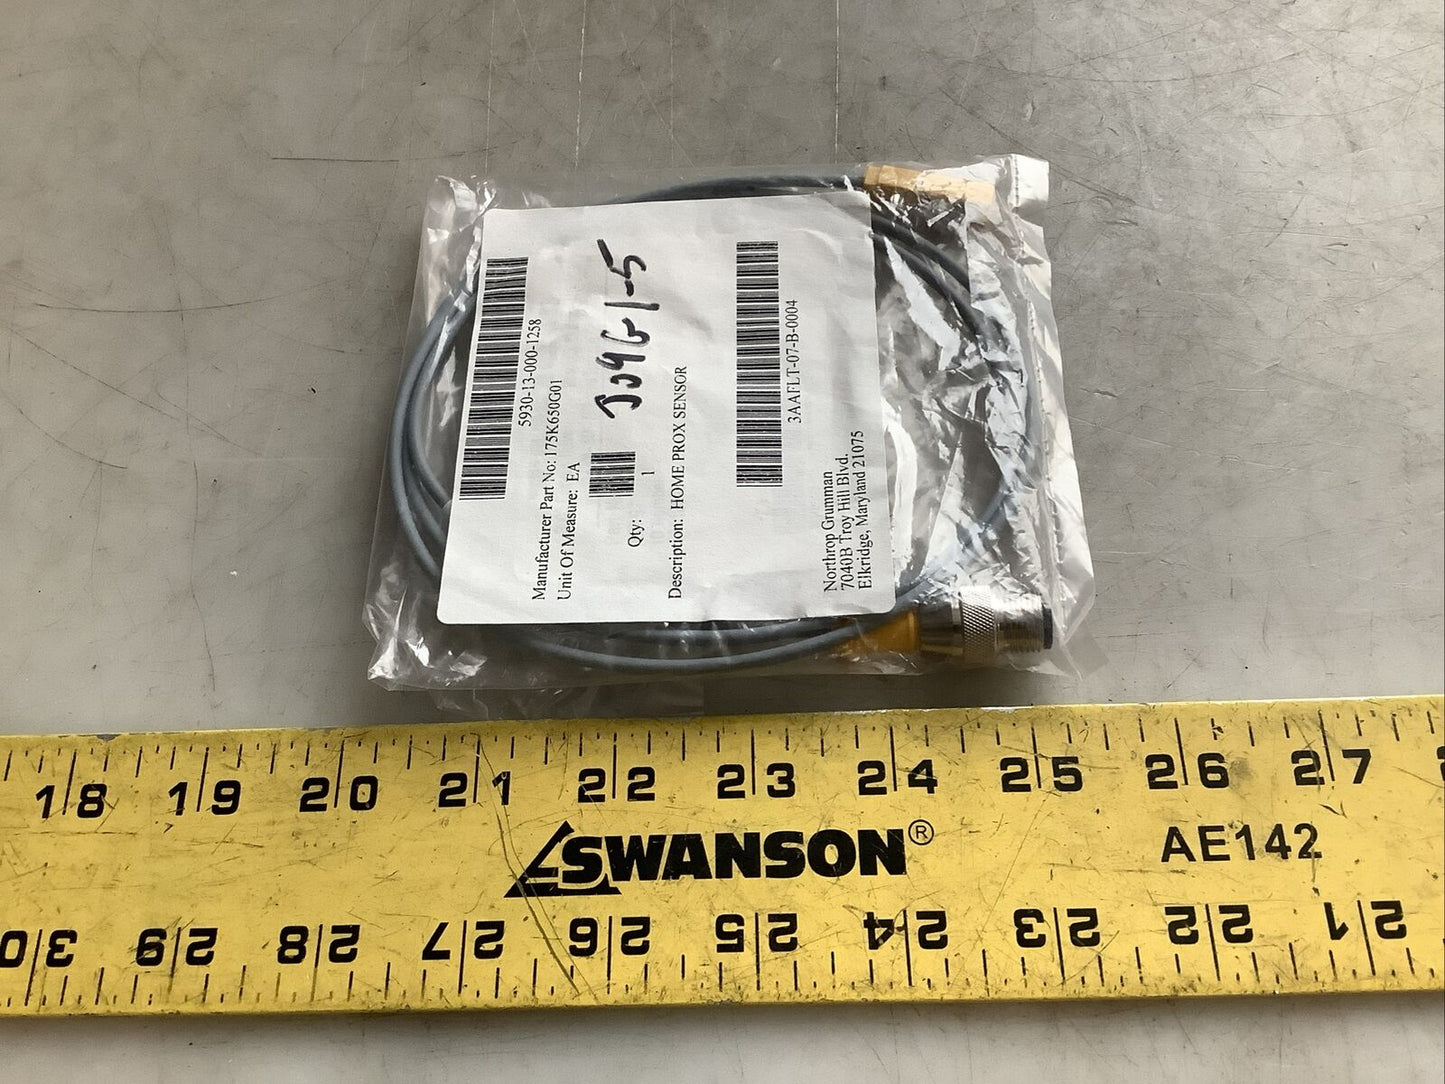 5930-13-000-1258
Manufacturer Part No: 175K650G01
Unit Of Measure: EA
J09G1-5
Qty: 1
Description: HOME PROX SENSOR
3AAFLT-07-B-0004
Northrop Grumman
7040B Troy Hill Blvd.
Elkridge, Maryland 21075
18 19 20 21 22 23 24 25 26 27
SWANSON® AE142
30 29 28 27 26 25 24 23 22 21